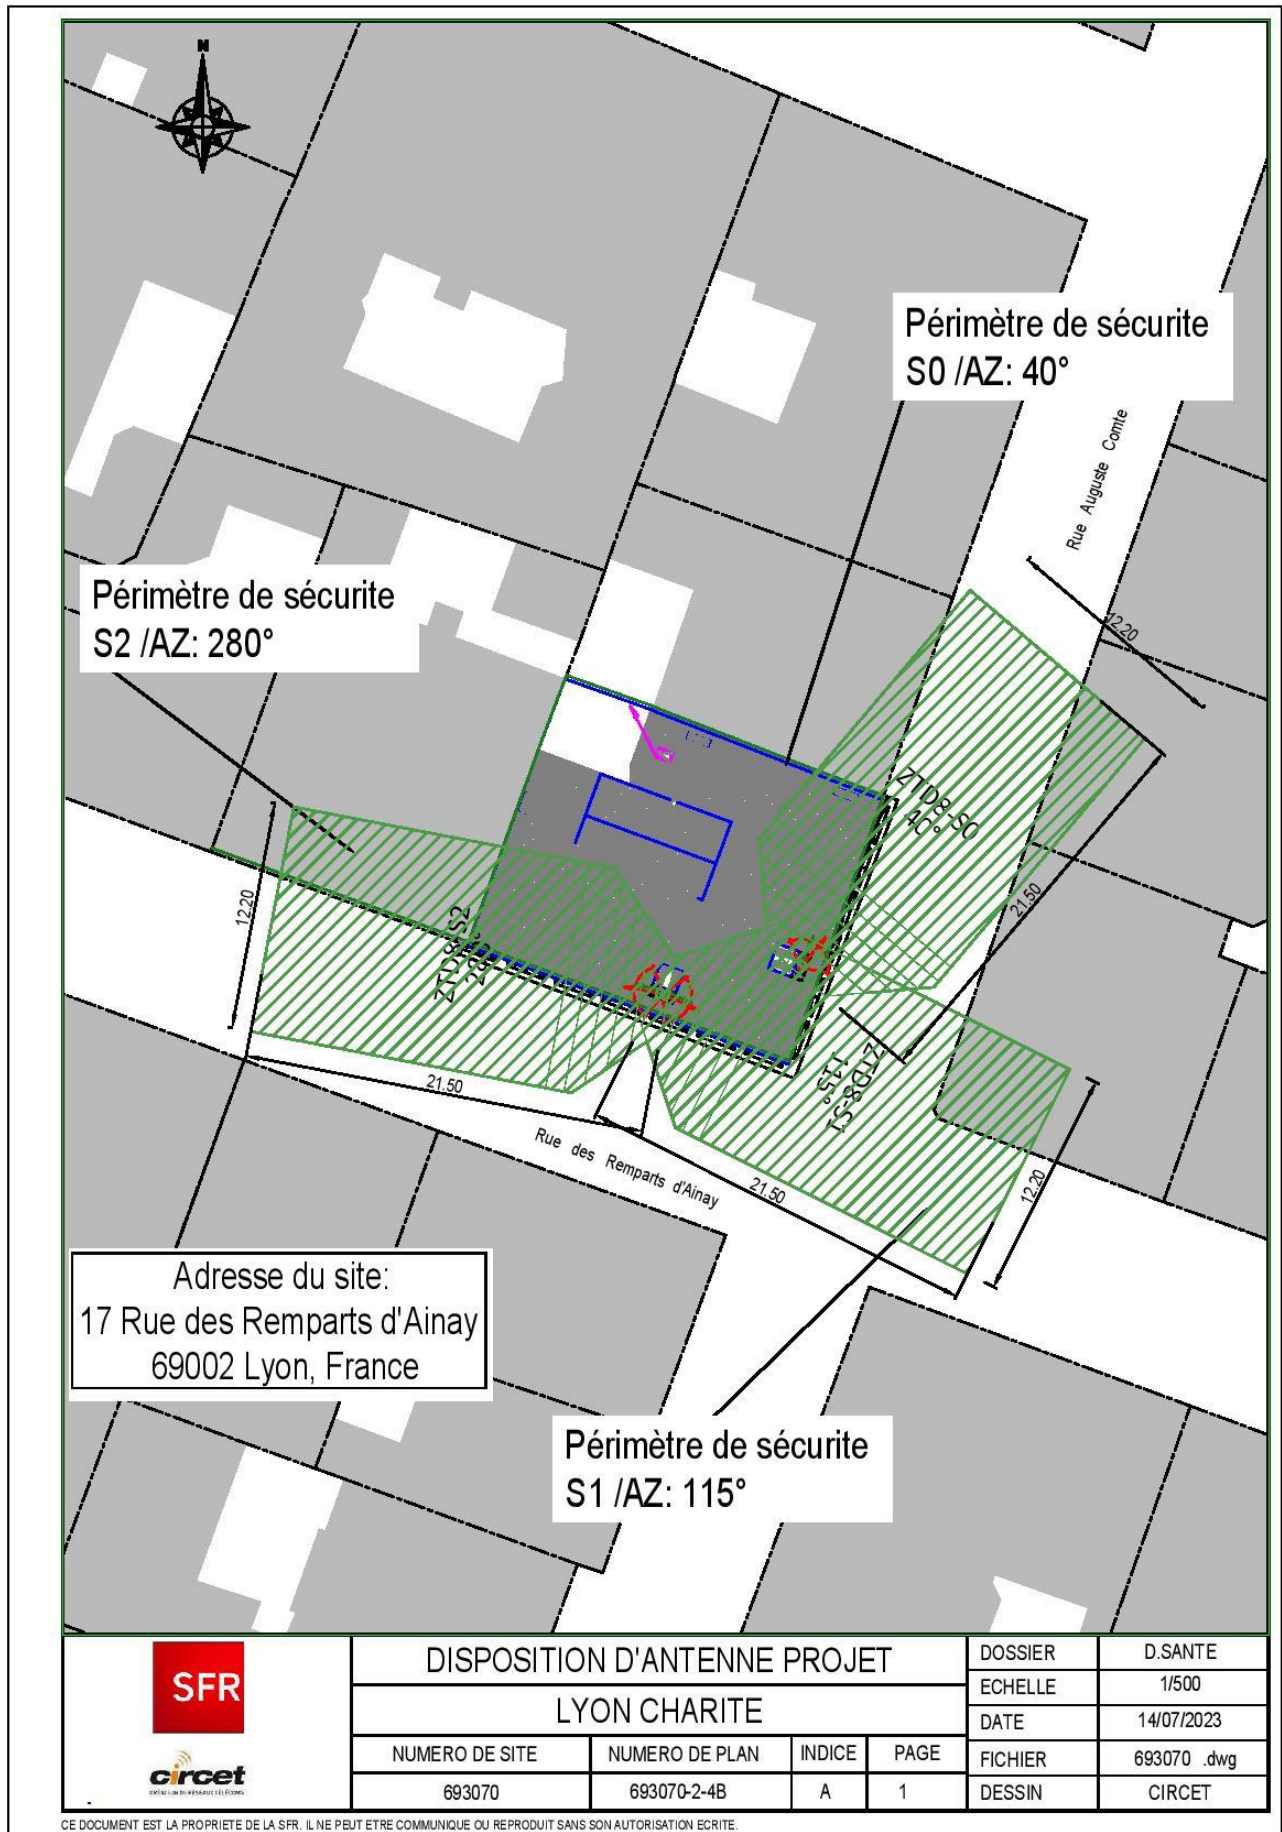 N
Périmètre de sécurite
S0 /AZ: 40°
Rue Auguste Comte
12.20
Périmètre de sécurite
S2 /AZ: 280°
ZTD8-S0
40°
21.50
12.20
ZTD8-S2
21.50
ZTD8-S1
115°
Rue des Remparts d'Ainay
21.50
12.20
Adresse du site:
17 Rue des Remparts d'Ainay
69002 Lyon, France
Périmètre de sécurite
S1 /AZ: 115°
SFR
circet
DISPOSITION D'ANTENNE PROJET
LYON CHARITE
NUMERO DE SITE
NUMERO DE PLAN
INDICE
PAGE
693070
693070-2-4B
A
1
DOSSIER
D.SANTE
ECHELLE
1/500
DATE
14/07/2023
FICHIER
693070 .dwg
DESSIN
CIRCET
CE DOCUMENT EST LA PROPRIETE DE LA SFR. IL NE PEUT ETRE COMMUNIQUE OU REPRODUIT SANS SON AUTORISATION ECRITE.